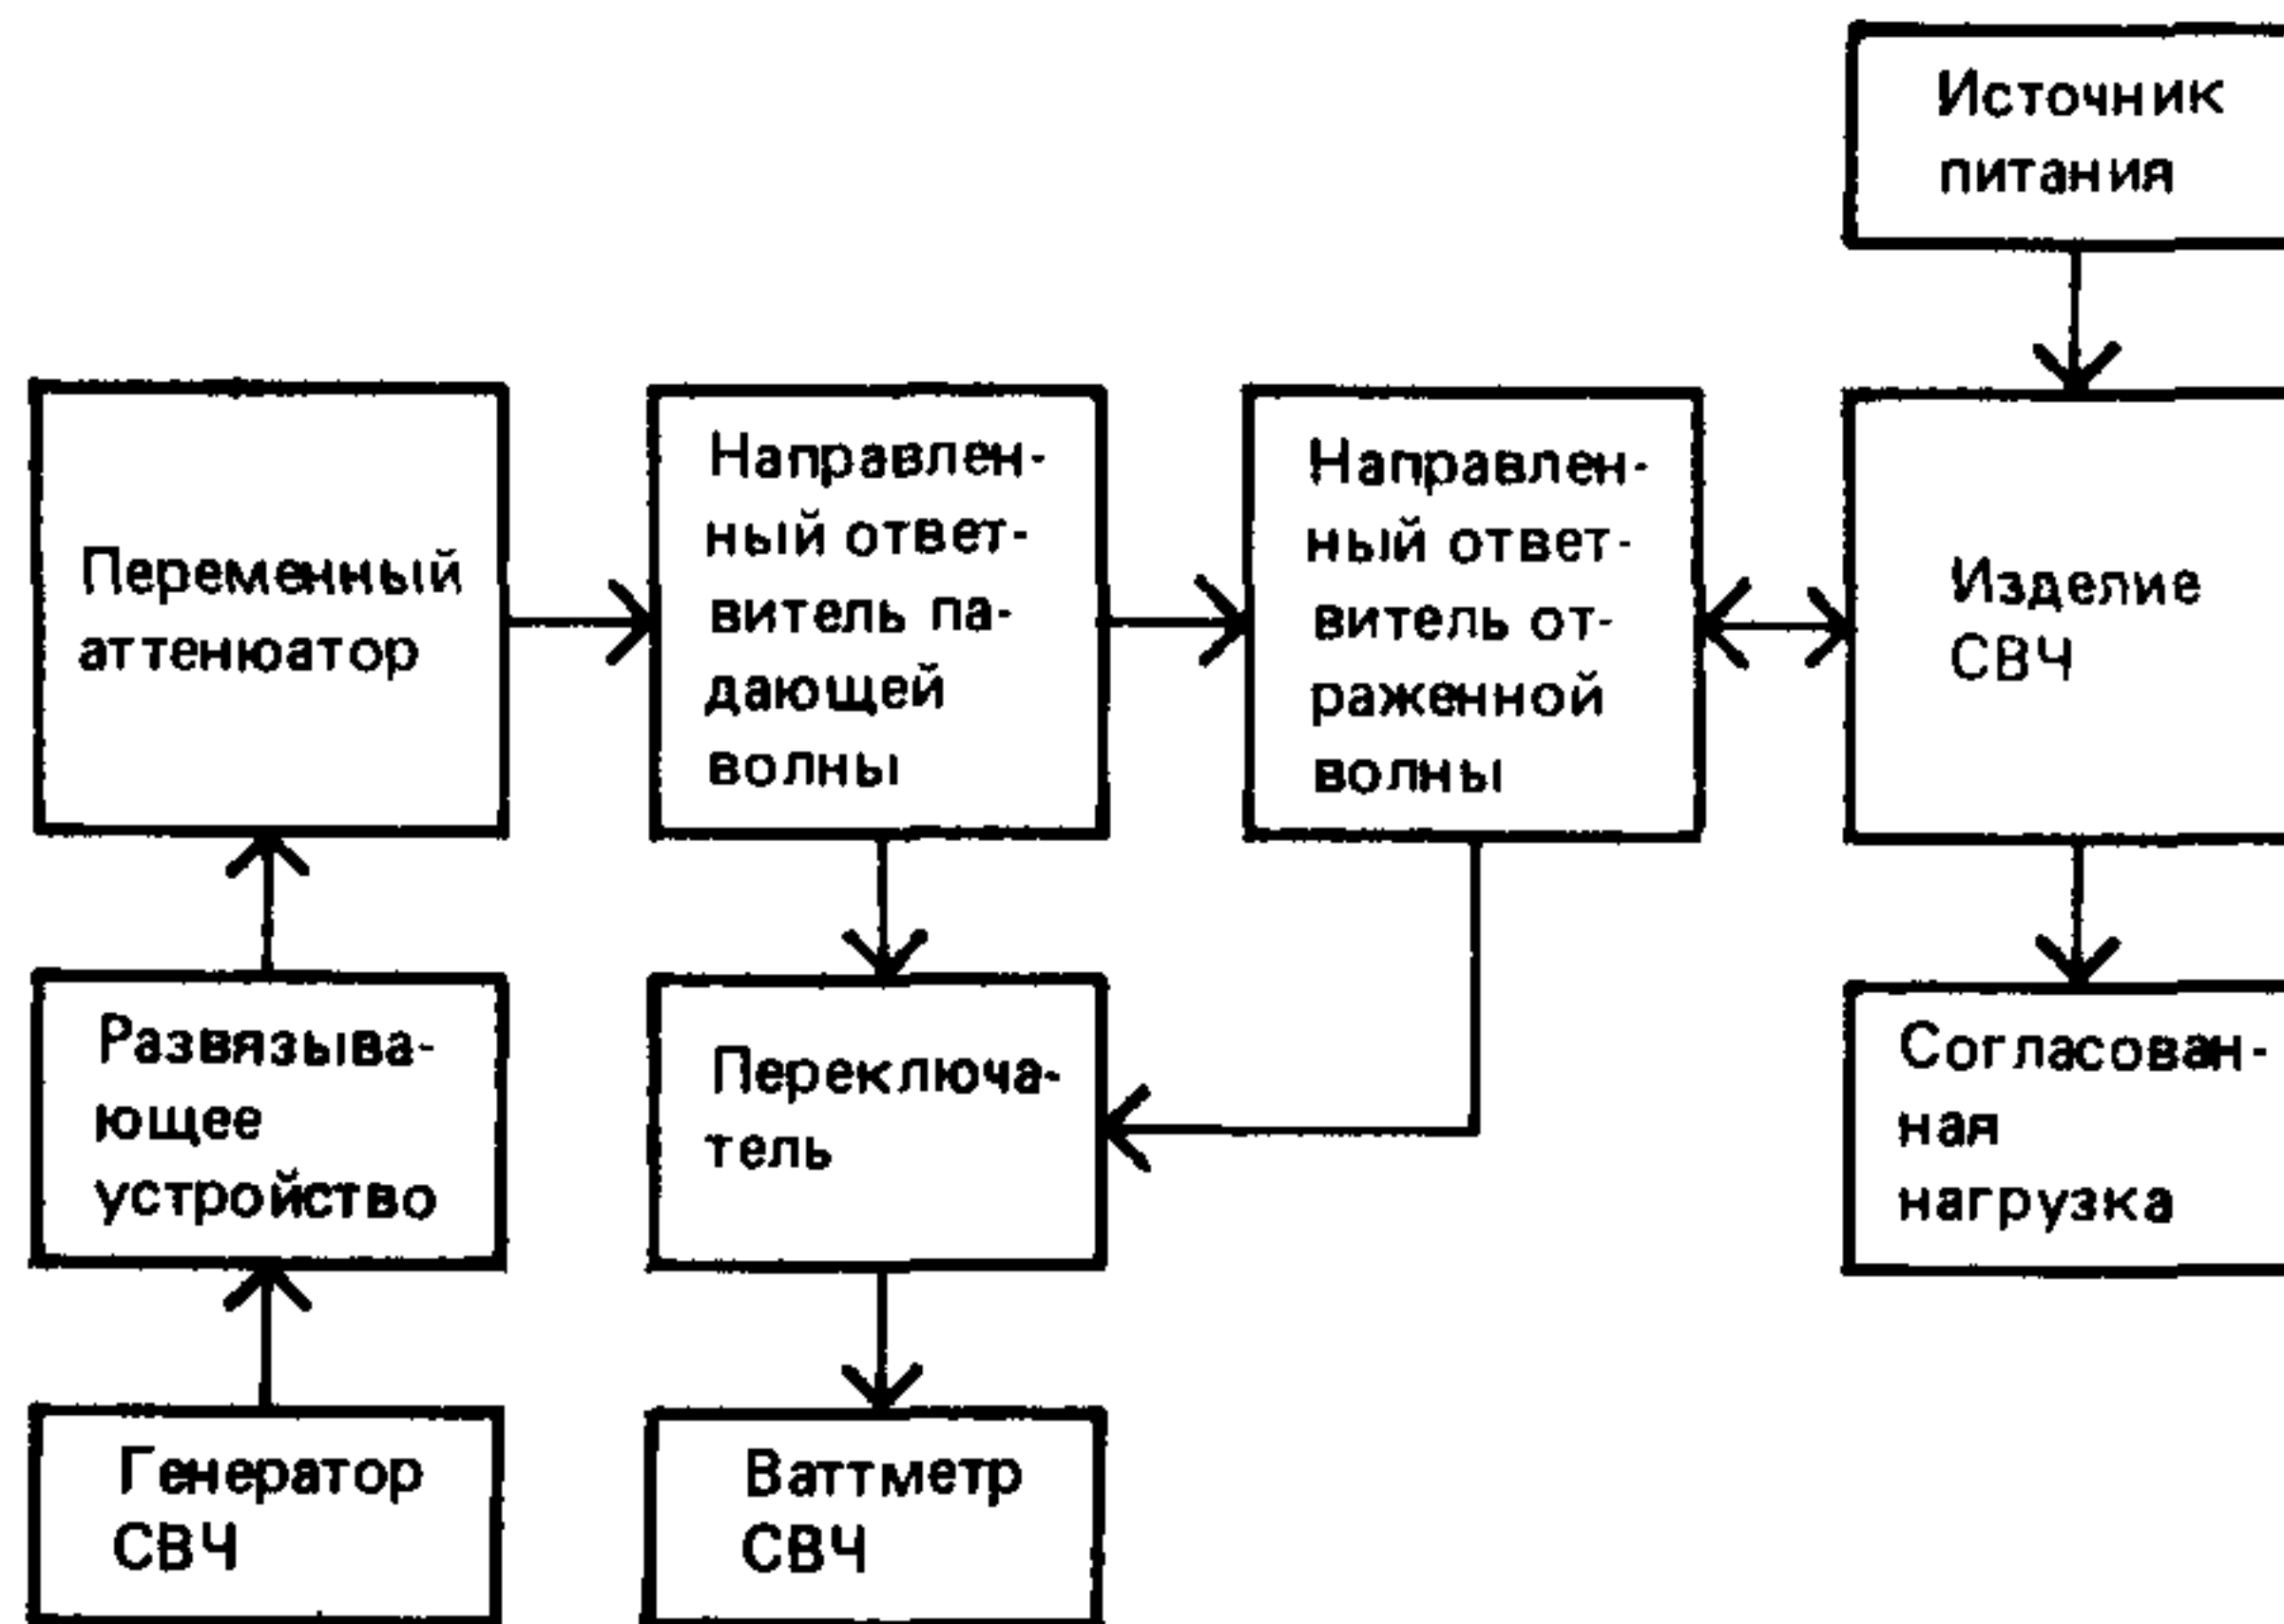 Источник
питания
Переменный
аттенюатор
Направлен-
ный ответ-
витель па-
дающей
волны
Направлен-
ный ответ-
витель от-
раженной
волны
Изделие
СВЧ
Развязыва-
ющее
устройство
Переключа-
тель
Согласован-
ная
нагрузка
Генератор
СВЧ
Ваттметр
СВЧ